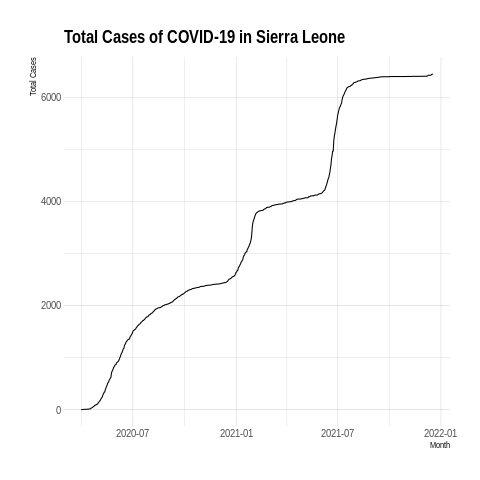 Total Cases of COVID-19 in Sierra Leone
Total Cases
6000
4000
2000
0
2020-07 2021-01 2021-07 2022-01
Month